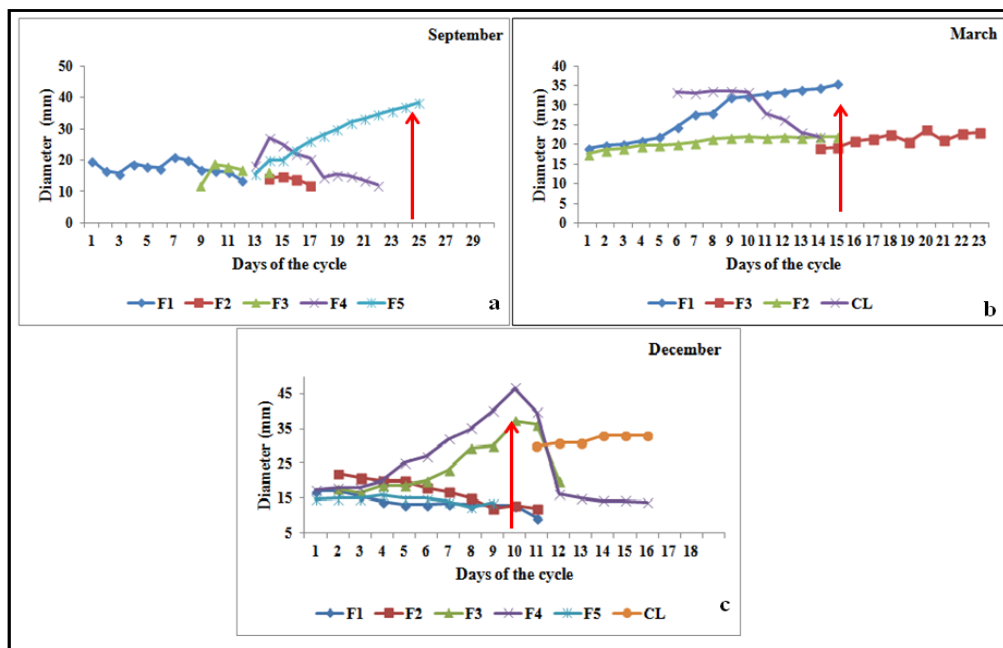 September
Diameter (mm)
50
40
30
20
10
0
1 3 5 7 9 11 13 15 17 19 21 23 25 27 29
Days of the cycle
F1 F2 F3 F4 F5
a
March
Diameter (mm)
40
35
30
25
20
15
10
5
0
1 2 3 4 5 6 7 8 9 10 11 12 13 14 15 16 17 18 19 20 21 22 23
Days of the cycle
F1 F3 F2 CL
b
December
Diameter (mm)
45
35
25
15
5
1 2 3 4 5 6 7 8 9 10 11 12 13 14 15 16 17 18
Days of the cycle
F1 F2 F3 F4 F5 CL
c